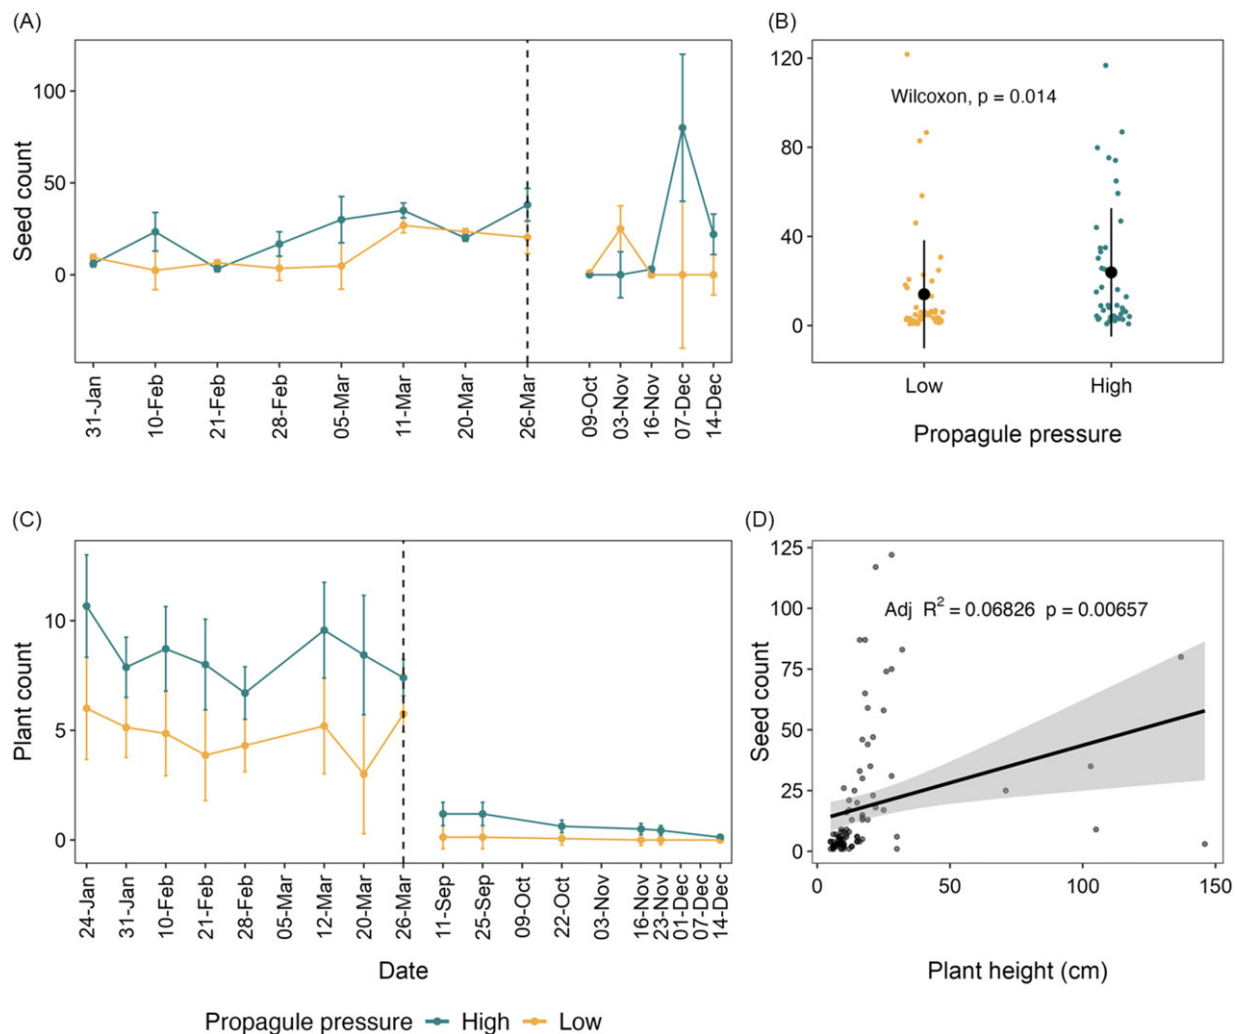 (A)
Seed count
100
50
0
31-Jan
10-Feb
21-Feb
28-Feb
05-Mar
11-Mar
20-Mar
26-Mar
09-Oct
03-Nov
16-Nov
07-Dec
14-Dec
(B)
120
80
40
0
Wilcoxon, p = 0.014
Low
High
Propagule pressure
(C)
Plant count
10
5
0
24-Jan
31-Jan
10-Feb
21-Feb
28-Feb
05-Mar
12-Mar
20-Mar
26-Mar
11-Sep
25-Sep
09-Oct
22-Oct
03-Nov
16-Nov
23-Nov
01-Dec
07-Dec
14-Dec
Date
(D)
Seed count
125
100
75
50
25
0
Adj R² = 0.06826 p = 0.00657
0
50
100
150
Plant height (cm)
Propagule pressure High Low